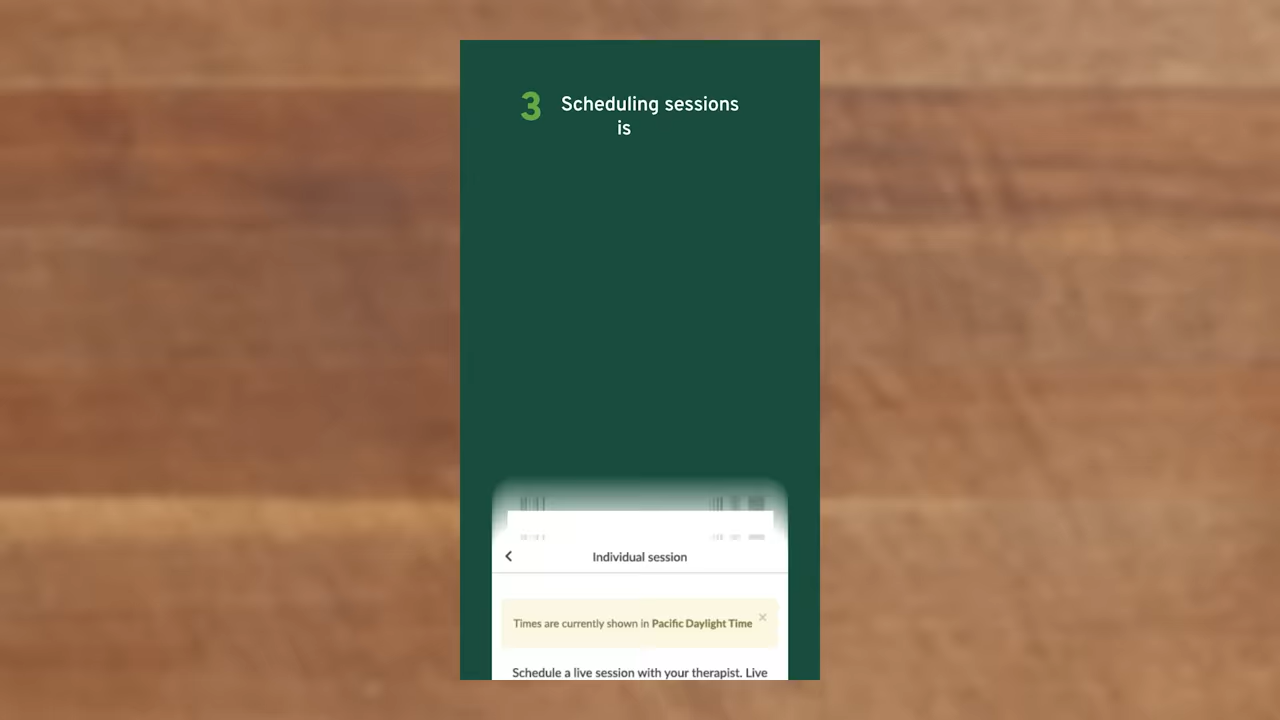 3 Scheduling sessions
is
Individual session
Times are currently shown in Pacific Daylight Time ×
Schedule a live session with your therapist. Live